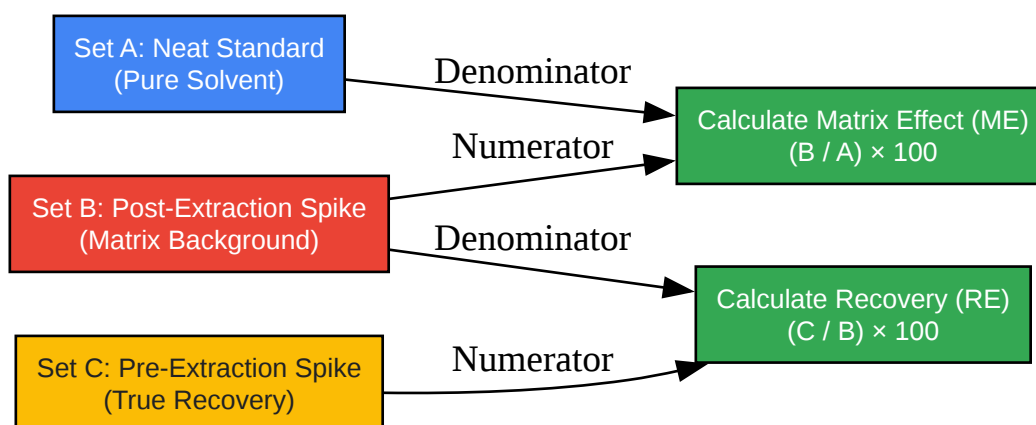 Set A: Neat Standard
(Pure Solvent)
Denominator
Calculate Matrix Effect (ME)
(B / A) × 100
Numerator
Set B: Post-Extraction Spike
(Matrix Background)
Denominator
Calculate Recovery (RE)
(C / B) × 100
Set C: Pre-Extraction Spike
(True Recovery)
Numerator